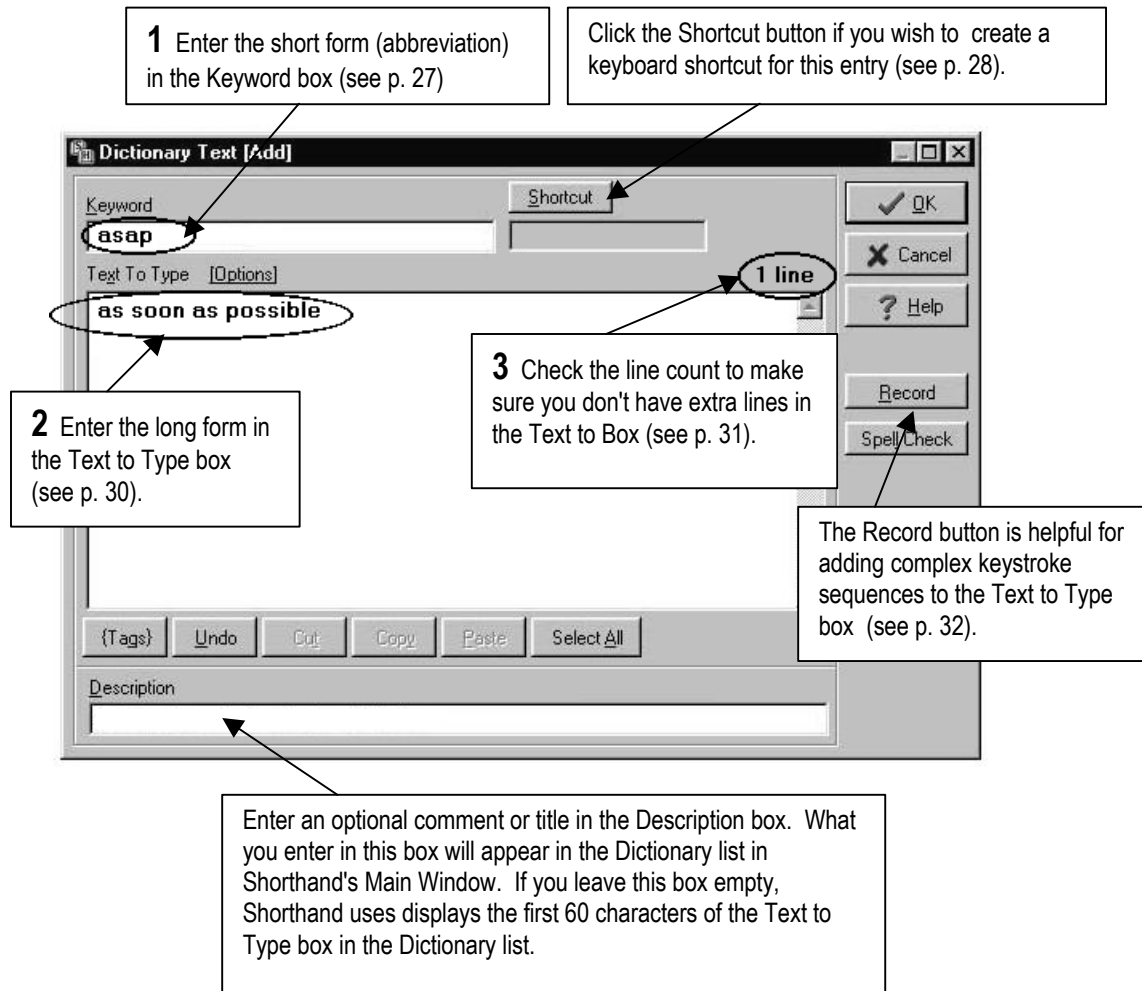 1 Enter the short form (abbreviation)
in the Keyword box (see p. 27)
Click the Shortcut button if you wish to create a
keyboard shortcut for this entry (see p. 28).
Dictionary Text [Add]
Keyword
Shortcut
OK
asap
Cancel
Text To Type [Options]
1 line
as soon as possible
Help
3 Check the line count to make
sure you don't have extra lines in
the Text to Box (see p. 31).
Record
2 Enter the long form in
the Text to Type box
(see p. 30).
Spell Check
The Record button is helpful for
adding complex keystroke
sequences to the Text to Type
box (see p. 32).
{Tags} Undo Cut Copy Paste Select All
Description
Enter an optional comment or title in the Description box. What
you enter in this box will appear in the Dictionary list in
Shorthand's Main Window. If you leave this box empty,
Shorthand uses displays the first 60 characters of the Text to
Type box in the Dictionary list.